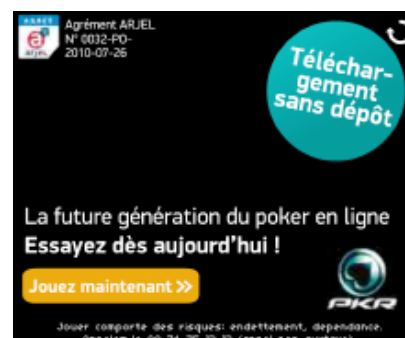 Agrément ARJEL
N° 0032-PO-
2010-07-26
arjel
Téléchar-
gement
sans dépôt
La future génération du poker en ligne
Essayez dès aujourd'hui !
Jouez maintenant >>
PKR
Jouer comporte des risques: endettement, dependance.